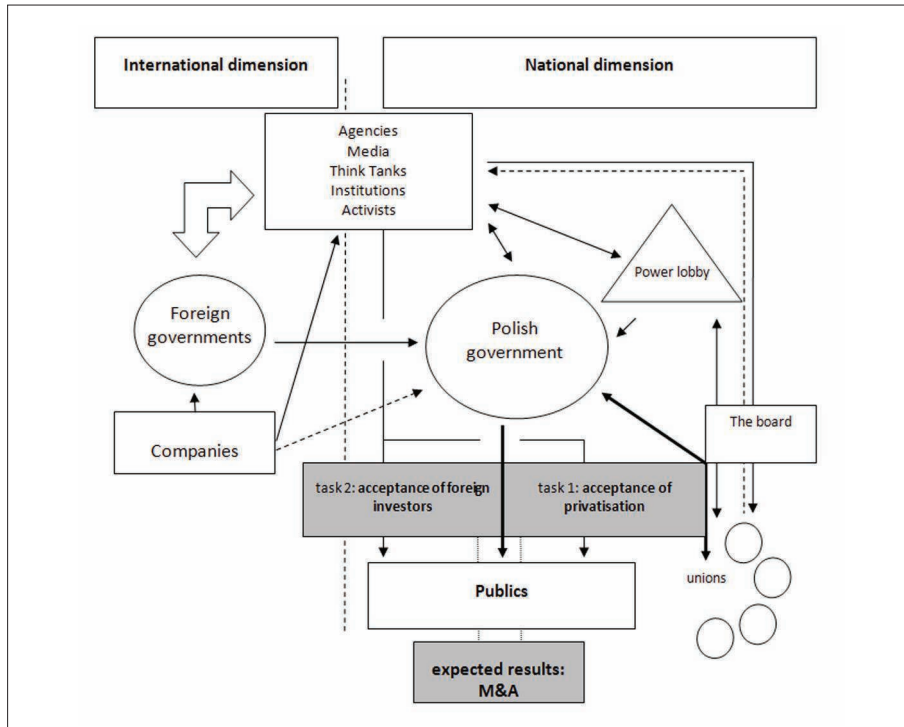 International dimension
National dimension
Agencies
Media
Think Tanks
Institutions
Activists
Power lobby
Foreign
governments
Polish
government
The board
Companies
task 2: acceptance of foreign
investors
task 1: acceptance of
privatisation
unions
Publics
expected results:
M&A